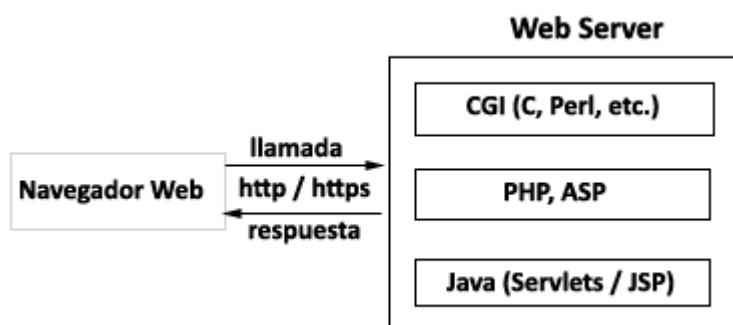 Web Server
CGI (C, Perl, etc.)
llamada
Navegador Web
http / https
PHP, ASP
respuesta
Java (Servlets / JSP)